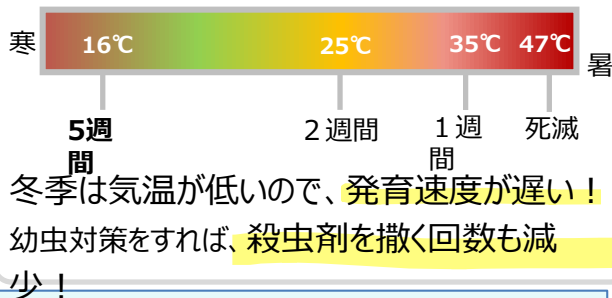 寒 16℃ 25℃ 35℃ 47℃ 暑
5週間 2週間 1週間 死滅
冬季は気温が低いので、発育速度が遅い！
幼虫対策をすれば、殺虫剤を撒く回数も減
少！